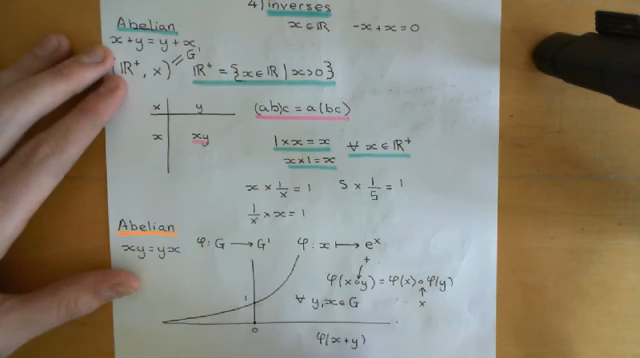 4) inverses
x ∈ ℝ   -x + x = 0
Abelian
x + y = y + x
(ℝ⁺, ×) = G'   ℝ⁺ = {x ∈ ℝ | x > 0}
x   y   (ab)c = a(bc)
x   xy   1 × x = x   ∀ x ∈ ℝ⁺
x × 1 = x
x × 1/x = 1   5 × 1/5 = 1
1/x × x = 1
Abelian
xy = yx   φ: G ⟶ G'   φ: x ⟼ eˣ
+
φ(x∘y) = φ(x)∘φ(y)
1   ∀ y, x ∈ G   ×
0   φ(x+y)